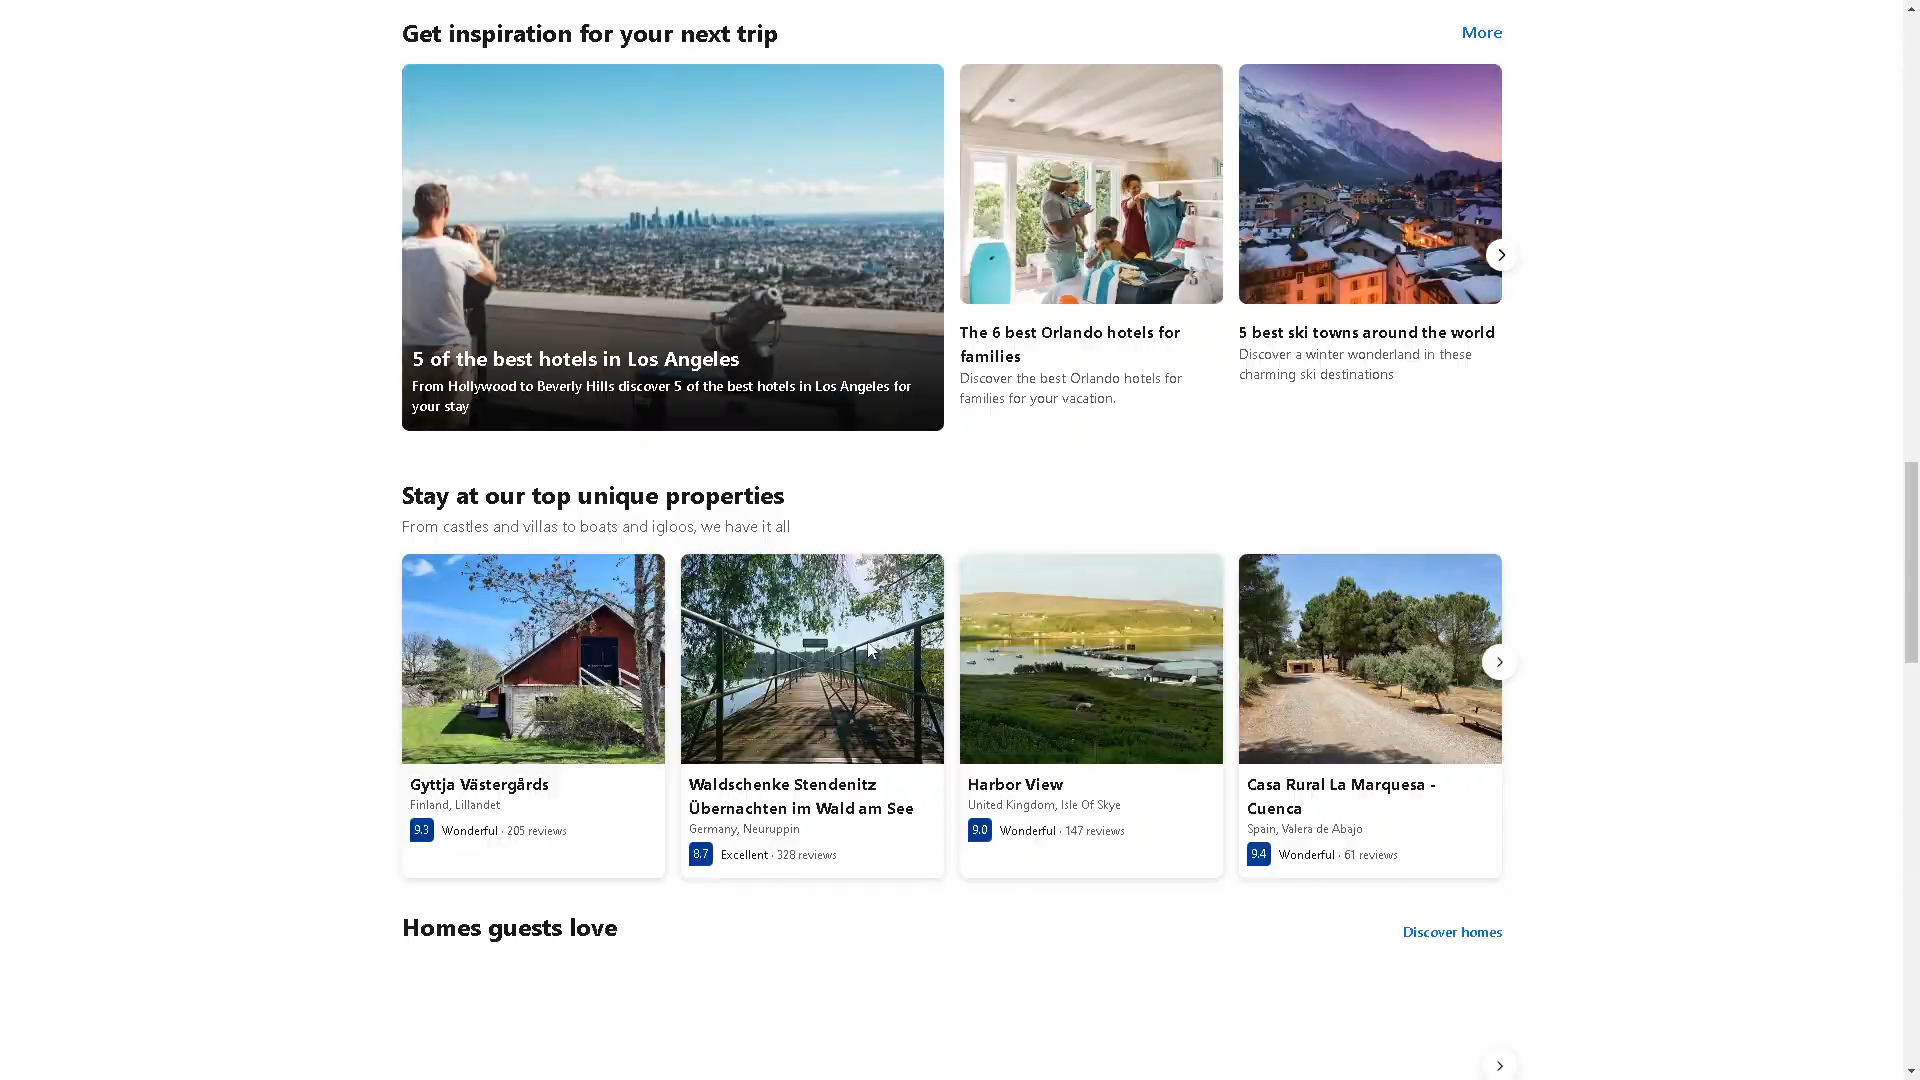 Get inspiration for your next trip
More
5 of the best hotels in Los Angeles
From Hollywood to Beverly Hills discover 5 of the best hotels in Los Angeles for
your stay
The 6 best Orlando hotels for
families
Discover the best Orlando hotels for
families for your vacation.
5 best ski towns around the world
Discover a winter wonderland in these
charming ski destinations
Stay at our top unique properties
From castles and villas to boats and igloos, we have it all
Gyttja Västergårds
Finland, Lillandet
9.3 Wonderful · 205 reviews
Waldschenke Stendenitz
Übernachten im Wald am See
Germany, Neuruppin
8.7 Excellent · 328 reviews
Harbor View
United Kingdom, Isle Of Skye
9.0 Wonderful · 147 reviews
Casa Rural La Marquesa -
Cuenca
Spain, Valera de Abajo
9.4 Wonderful · 61 reviews
Homes guests love
Discover homes